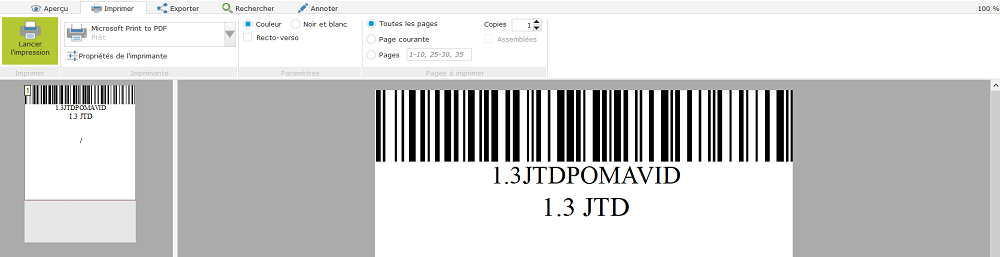 Aperçu Imprimer Exporter Rechercher Annoter 100 %
Lancer l'impression
Microsoft Print to PDF
Prêt
Propriétés de l'imprimante
Couleur Noir et blanc
Recto-verso
Toutes les pages
Page courante
Pages 1-10, 25-30, 35
Copies 1
Assemblées
Imprimer Imprimante Paramètres Pages à imprimer
1
1.3JTDPOMAVID
1.3 JTD
/
1.3JTDPOMAVID
1.3 JTD